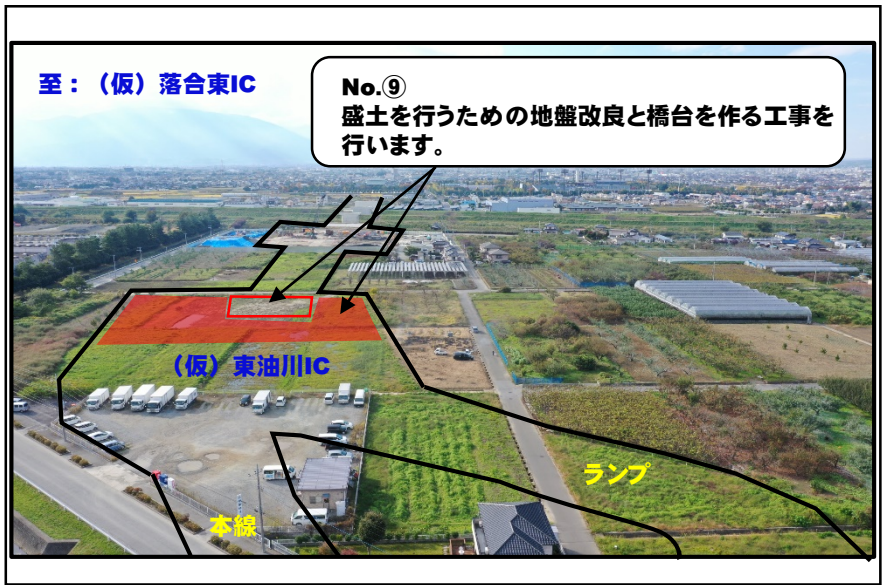 至：（仮）落合東IC
No.⑨
盛土を行うための地盤改良と橋台を作る工事を
行います。
（仮）東油川IC
ランプ
本線